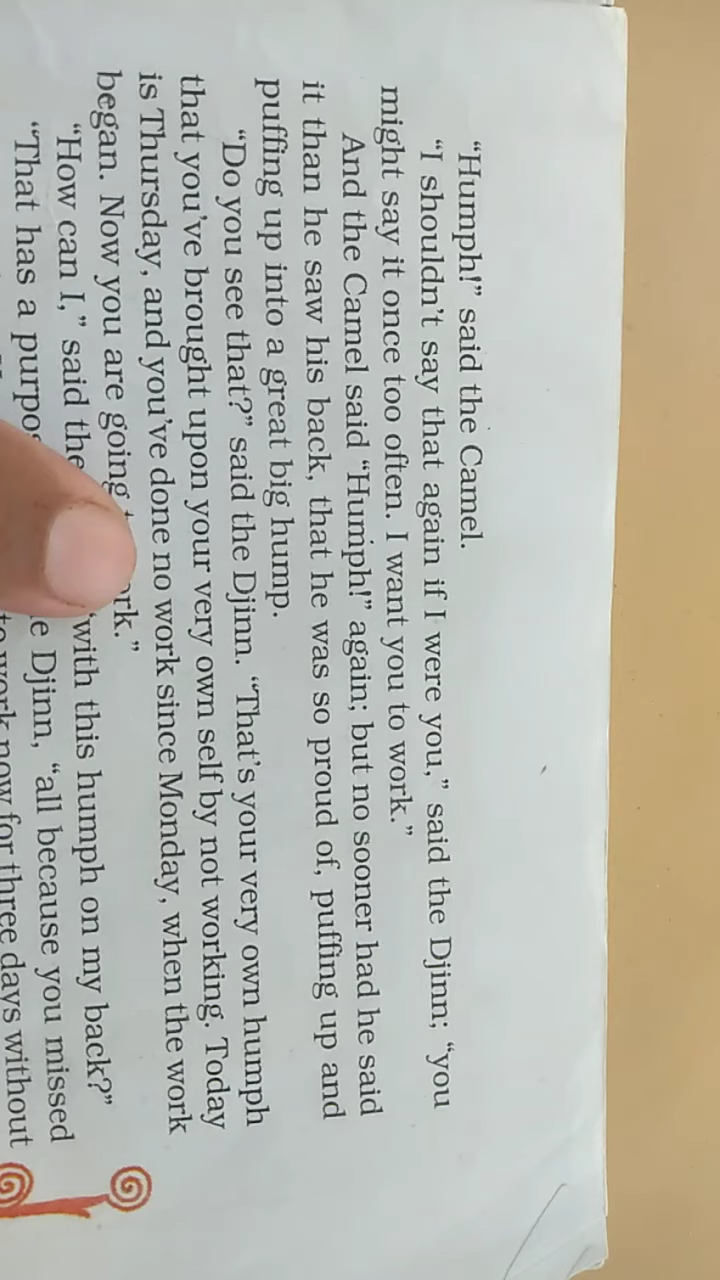 "Humph!" said the Camel.
"I shouldn't say that again if I were you," said the Djinn; "you
might say it once too often. I want you to work."
And the Camel said "Humph!" again; but no sooner had he said
it than he saw his back, that he was so proud of, puffing up and
puffing up into a great big hump.
"Do you see that?" said the Djinn. "That's your very own humph
that you've brought upon your very own self by not working. Today
is Thursday, and you've done no work since Monday, when the work
began. Now you are going
"How can I," said the "with this humph on my back?"
"That has a Djinn, "all because you missed
to work now for three days without